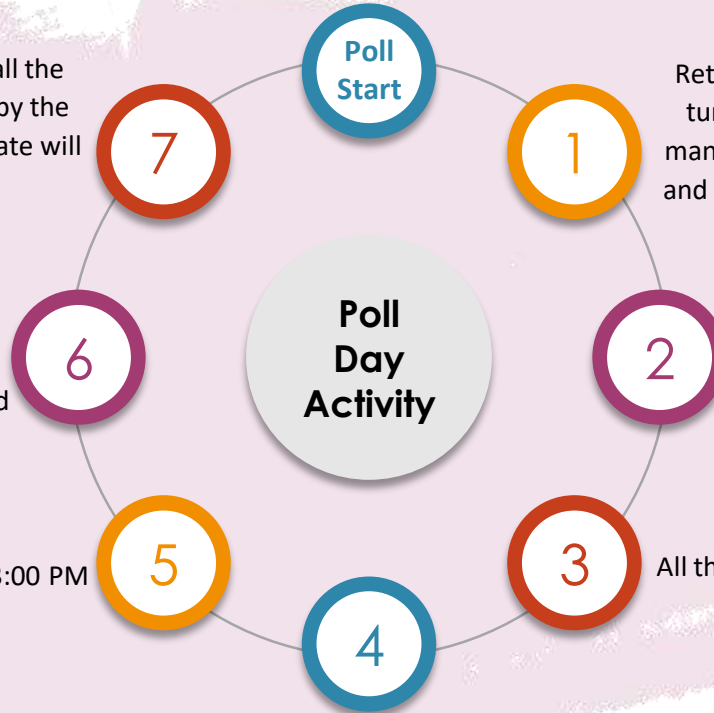 Poll
Start
1
Ret
tur
man
and
2
3
All th
4
5
:00 PM
6
d
7
all the
by the
ate will
Poll
Day
Activity